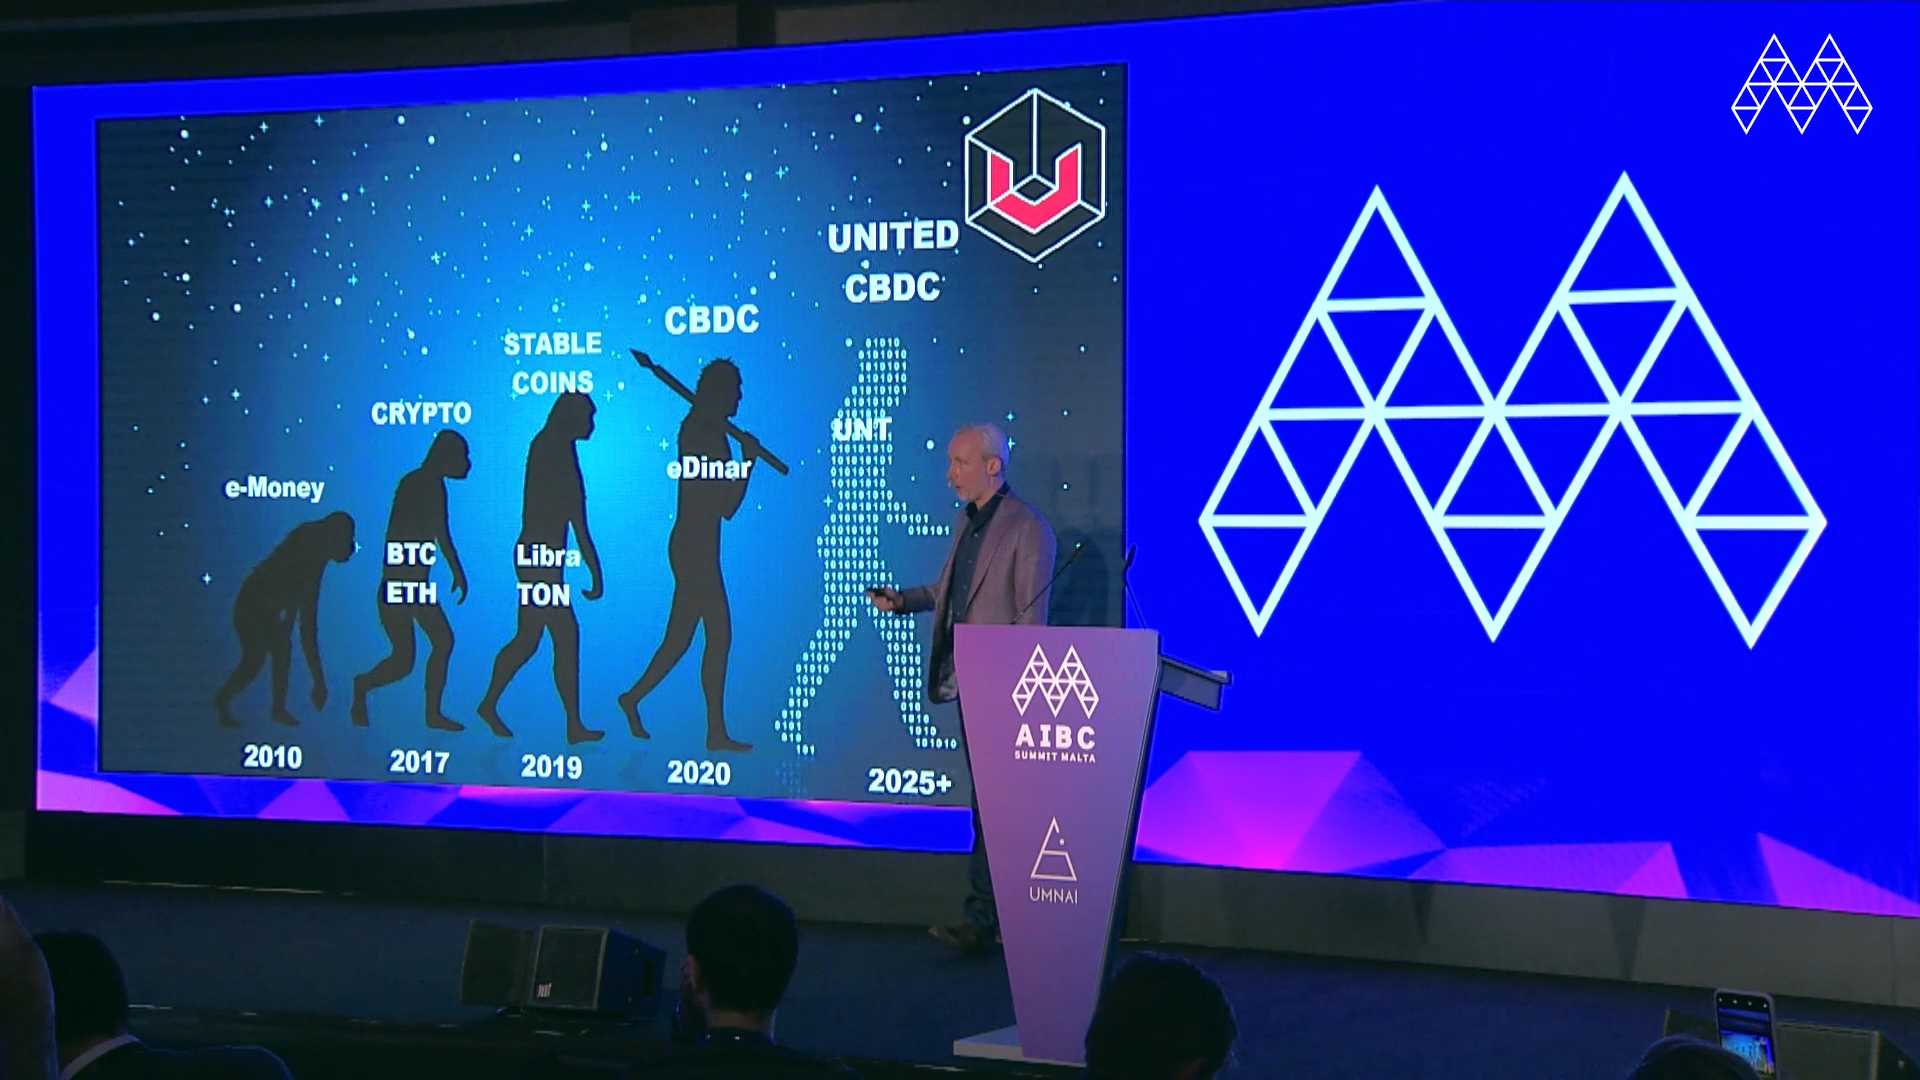 UNITED
CBDC
CBDC
STABLE
COINS
CRYPTO
e-Money
UNT
eDinar
BTC
ETH
Libra
TON
2010
2017
2019
2020
2025+
AIBC
SUMMIT MALTA
UMNAI